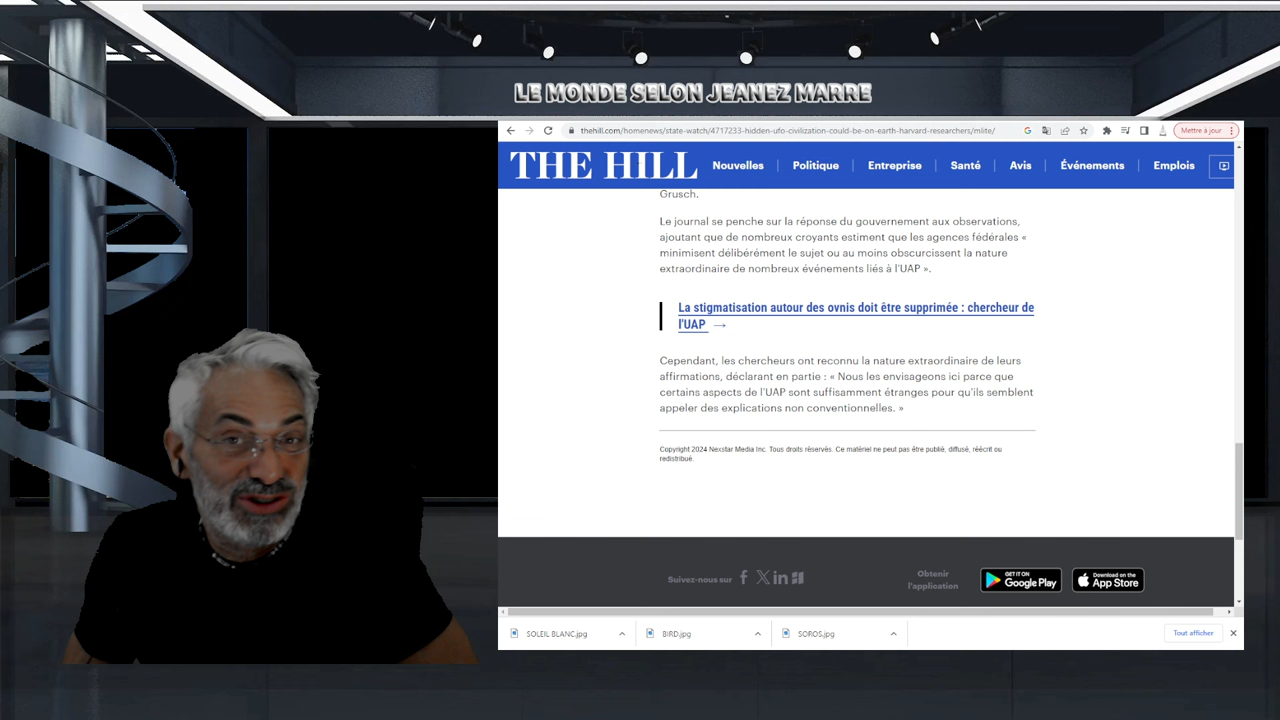 LE MONDE SELON JEANEZ MARRE
thehill.com/homenews/state-watch/4717233-hidden-ufo-civilization-could-be-on-earth-harvard-researchers/mlite/
Mettre à jour
THE HILL
Nouvelles | Politique | Entreprise | Santé | Avis | Événements | Emplois
Grusch.
Le journal se penche sur la réponse du gouvernement aux observations,
ajoutant que de nombreux croyants estiment que les agences fédérales «
minimisent délibérément le sujet ou au moins obscurcissent la nature
extraordinaire de nombreux événements liés à l'UAP ».
La stigmatisation autour des ovnis doit être supprimée : chercheur de
l'UAP →
Cependant, les chercheurs ont reconnu la nature extraordinaire de leurs
affirmations, déclarant en partie : « Nous les envisageons ici parce que
certains aspects de l'UAP sont suffisamment étranges pour qu'ils semblent
appeler des explications non conventionnelles. »
Copyright 2024 Nexstar Media Inc. Tous droits réservés. Ce matériel ne peut pas être publié, diffusé, réécrit ou
redistribué.
Suivez-nous sur
Obtenir
l'application
GET IT ON
Google Play
Download on the
App Store
SOLEIL BLANC.jpg
BIRD.jpg
SOROS.jpg
Tout afficher